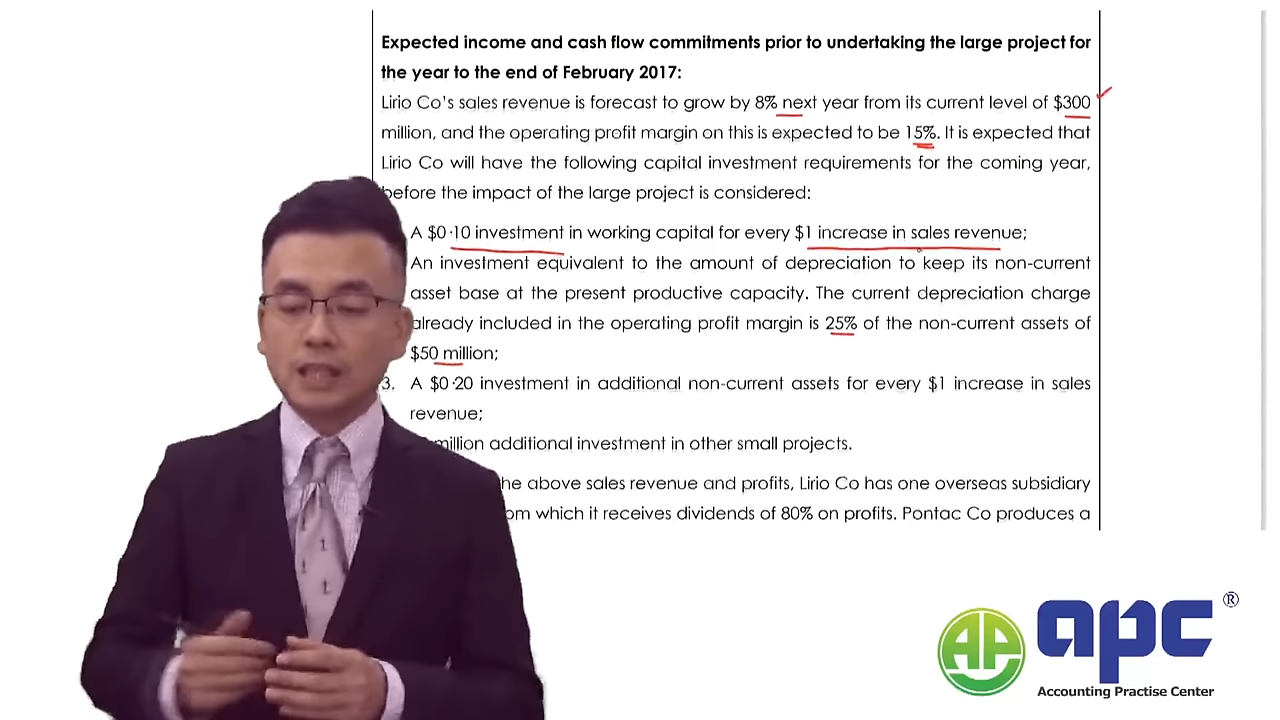 Expected income and cash flow commitments prior to undertaking the large project for
the year to the end of February 2017:
Lirio Co's sales revenue is forecast to grow by 8% next year from its current level of $300
million, and the operating profit margin on this is expected to be 15%. It is expected that
Lirio Co will have the following capital investment requirements for the coming year,
before the impact of the large project is considered:
A $0·10 investment in working capital for every $1 increase in sales revenue;
An investment equivalent to the amount of depreciation to keep its non-current
asset base at the present productive capacity. The current depreciation charge
already included in the operating profit margin is 25% of the non-current assets of
$50 million;
3. A $0·20 investment in additional non-current assets for every $1 increase in sales
revenue;
million additional investment in other small projects.
the above sales revenue and profits, Lirio Co has one overseas subsidiary
from which it receives dividends of 80% on profits. Pontac Co produces a
AP
apc®
Accounting Practise Center